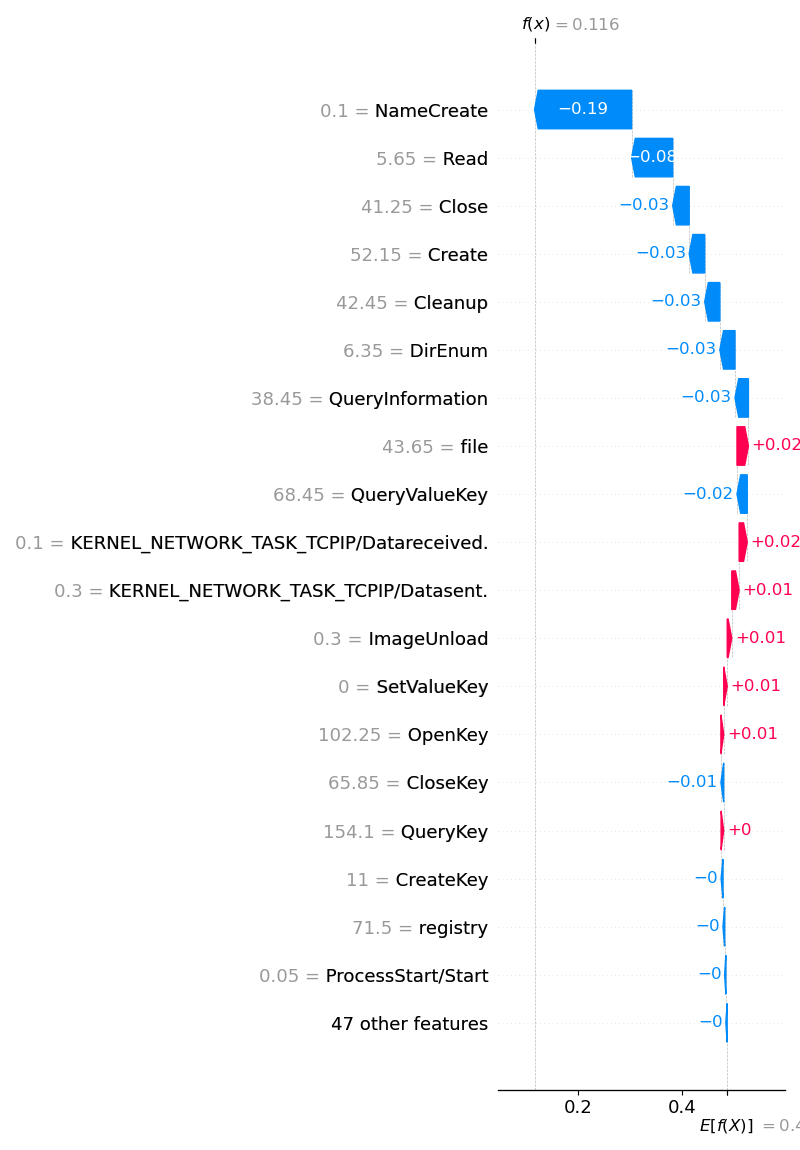 f(x) = 0.116
0.1 = NameCreate −0.19
5.65 = Read −0.08
41.25 = Close −0.03
52.15 = Create −0.03
42.45 = Cleanup −0.03
6.35 = DirEnum −0.03
38.45 = QueryInformation −0.03
43.65 = file +0.02
68.45 = QueryValueKey −0.02
0.1 = KERNEL_NETWORK_TASK_TCPIP/Datareceived. +0.02
0.3 = KERNEL_NETWORK_TASK_TCPIP/Datasent. +0.01
0.3 = ImageUnload +0.01
0 = SetValueKey +0.01
102.25 = OpenKey +0.01
65.85 = CloseKey −0.01
154.1 = QueryKey +0
11 = CreateKey −0
71.5 = registry −0
0.05 = ProcessStart/Start −0
47 other features −0
0.2 0.4
E[f(X)] = 0.4